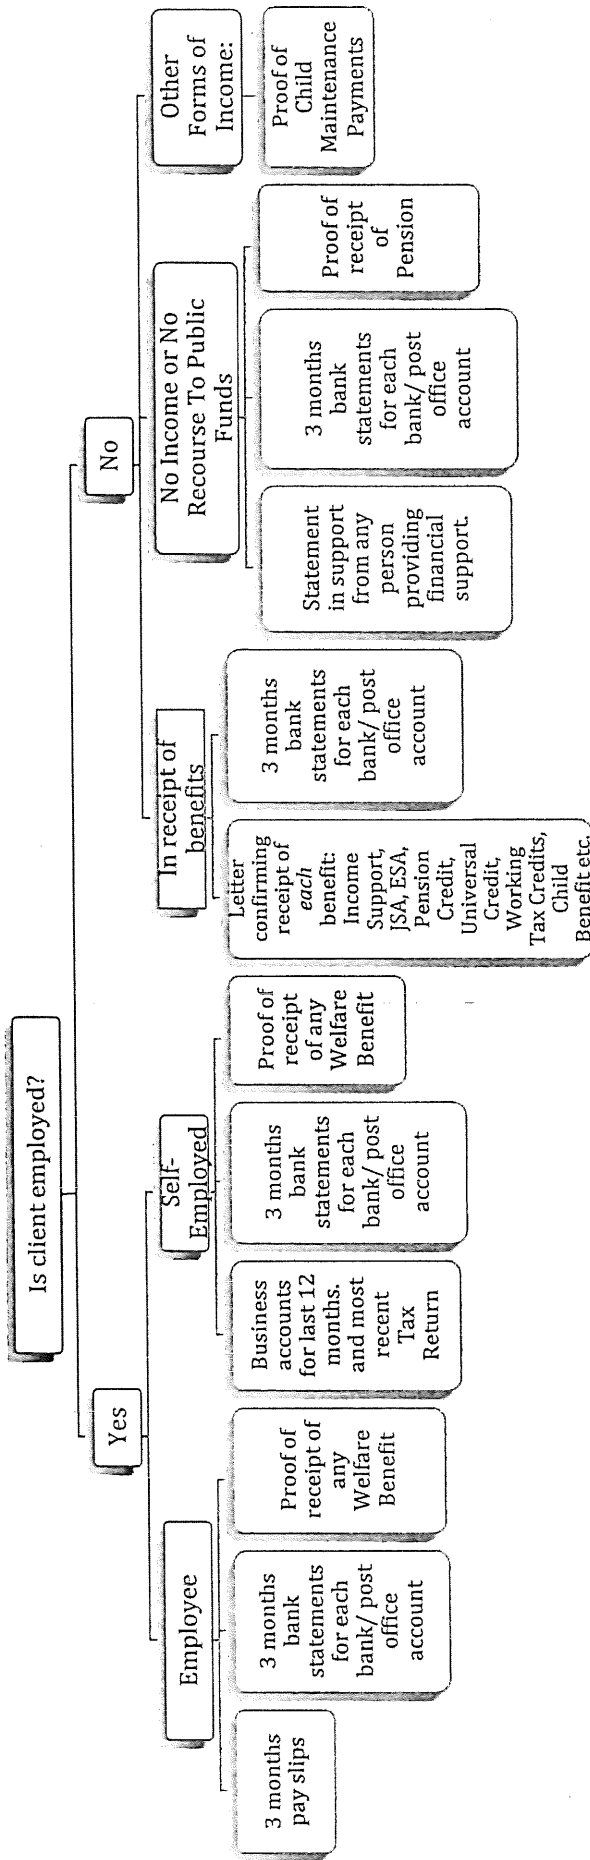 Is client employed?
Yes
No
Employee
Self-
Employed
In receipt of
benefits
No Income or No
Recourse To Public
Funds
Other
Forms of
Income:
3 months
pay slips
3 months
bank
statements
for each
bank/ post
office
account
Proof of
receipt of
any
Welfare
Benefit
Business
accounts
for last 12
months.
and most
recent
Tax
Return
3 months
bank
statements
for each
bank/ post
office
account
Proof of
receipt
of any
Welfare
Benefit
Letter
confirming
receipt of
each
benefit:
Income
Support,
JSA, ESA,
Pension
Credit,
Universal
Credit,
Working
Tax Credits,
Child
Benefit etc.
3 months
bank
statements
for each
bank/ post
office
account
Statement
in support
from any
person
providing
financial
support.
3 months
bank
statements
for each
bank/ post
office
account
Proof of
receipt
of
Pension
Proof of
Child
Maintenance
Payments